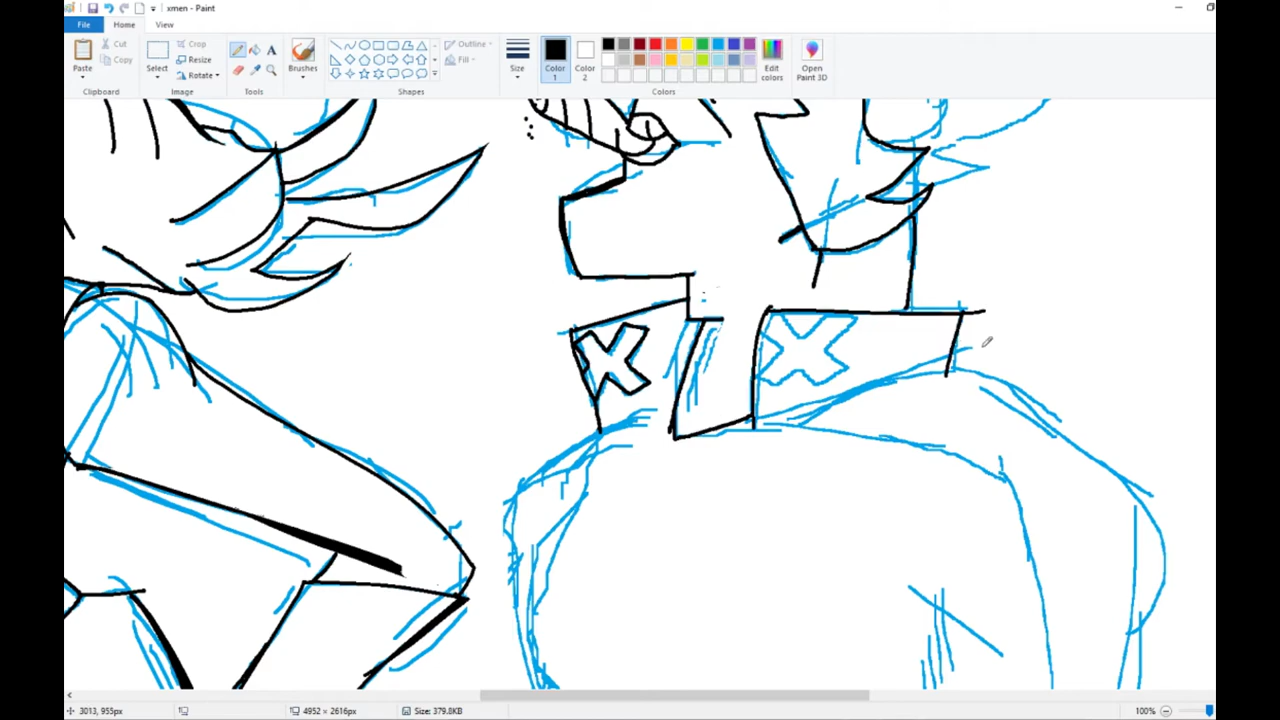 xmen - Paint
File
Home
View
Paste
Cut
Copy
Clipboard
Select
Crop
Resize
Rotate
Image
Tools
Brushes
Shapes
Outline
Fill
Size
Color
1
Color
2
Edit
colors
Open
Paint 3D
Colors
X X
3013, 955px
4952 × 2616px
Size: 379.8KB
100%